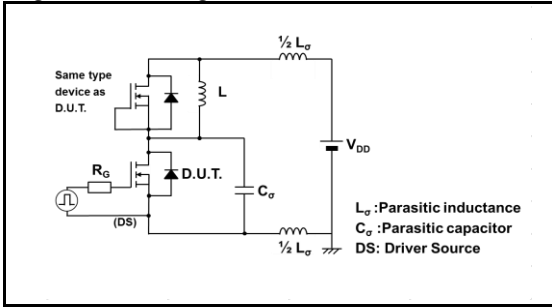 ½ Lσ
Same type
device as
D.U.T.
L
VDD
RG
D.U.T.
Cσ
(DS)
½ Lσ
Lσ :Parasitic inductance
Cσ :Parasitic capacitor
DS: Driver Source